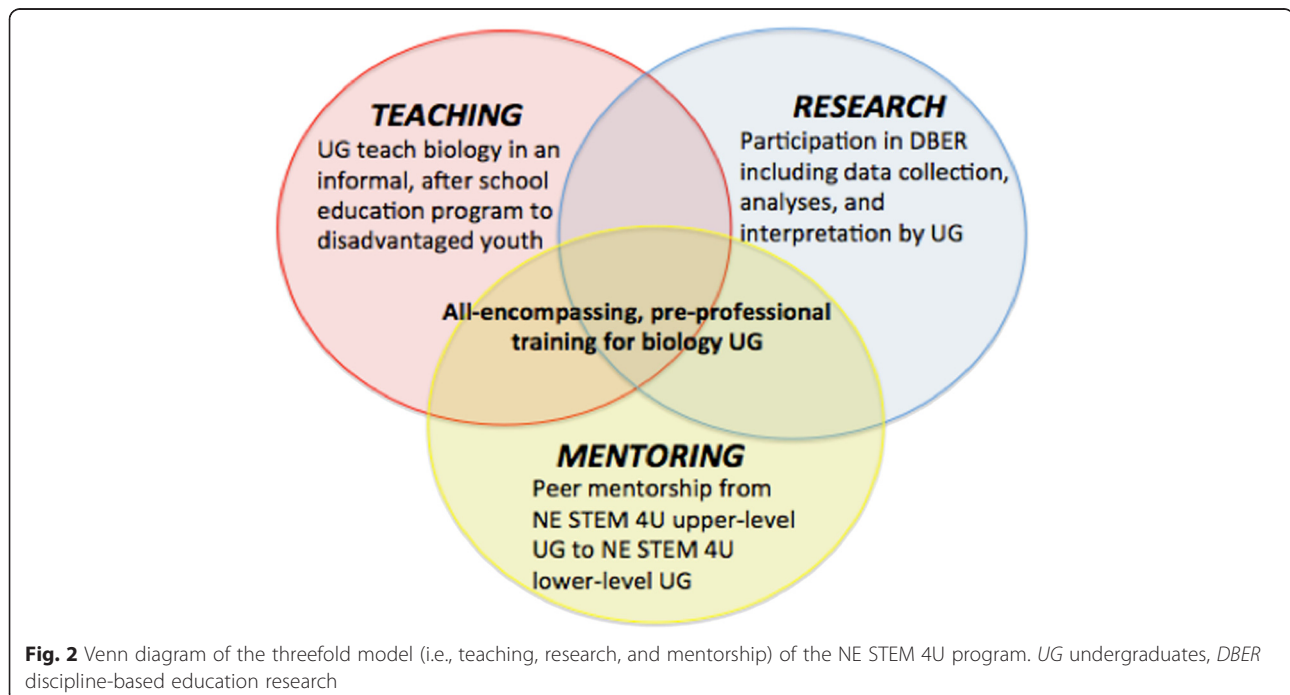 TEACHING
UG teach biology in an
informal, after school
education program to
disadvantaged youth
RESEARCH
Participation in DBER
including data collection,
analyses, and
interpretation by UG
All-encompassing, pre-professional
training for biology UG
MENTORING
Peer mentorship from
NE STEM 4U upper-level
UG to NE STEM 4U
lower-level UG
Fig. 2 Venn diagram of the threefold model (i.e., teaching, research, and mentorship) of the NE STEM 4U program. UG undergraduates, DBER
discipline-based education research